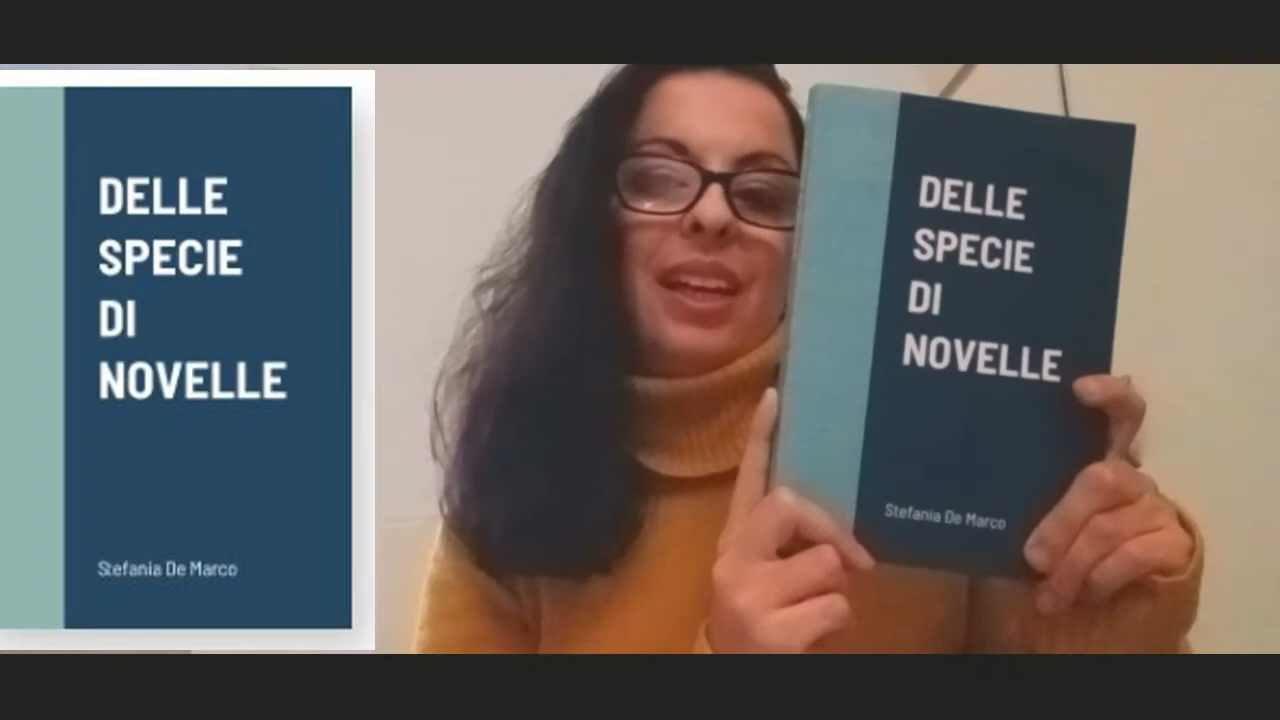 DELLE
SPECIE
DI
NOVELLE
Stefania De Marco
DELLE
SPECIE
DI
NOVELLE
Stefania De Marco